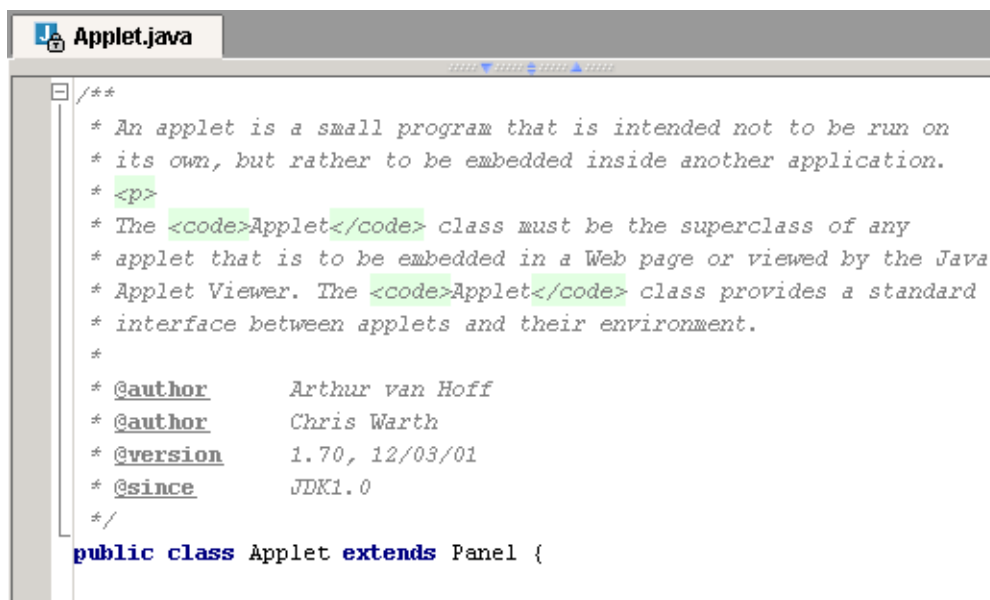 Applet.java
/**
* An applet is a small program that is intended not to be run on
* its own, but rather to be embedded inside another application.
* <p>
* The <code>Applet</code> class must be the superclass of any
* applet that is to be embedded in a Web page or viewed by the Java
* Applet Viewer. The <code>Applet</code> class provides a standard
* interface between applets and their environment.
*
* @author Arthur van Hoff
* @author Chris Warth
* @version 1.70, 12/03/01
* @since JDK1.0
*/
public class Applet extends Panel {